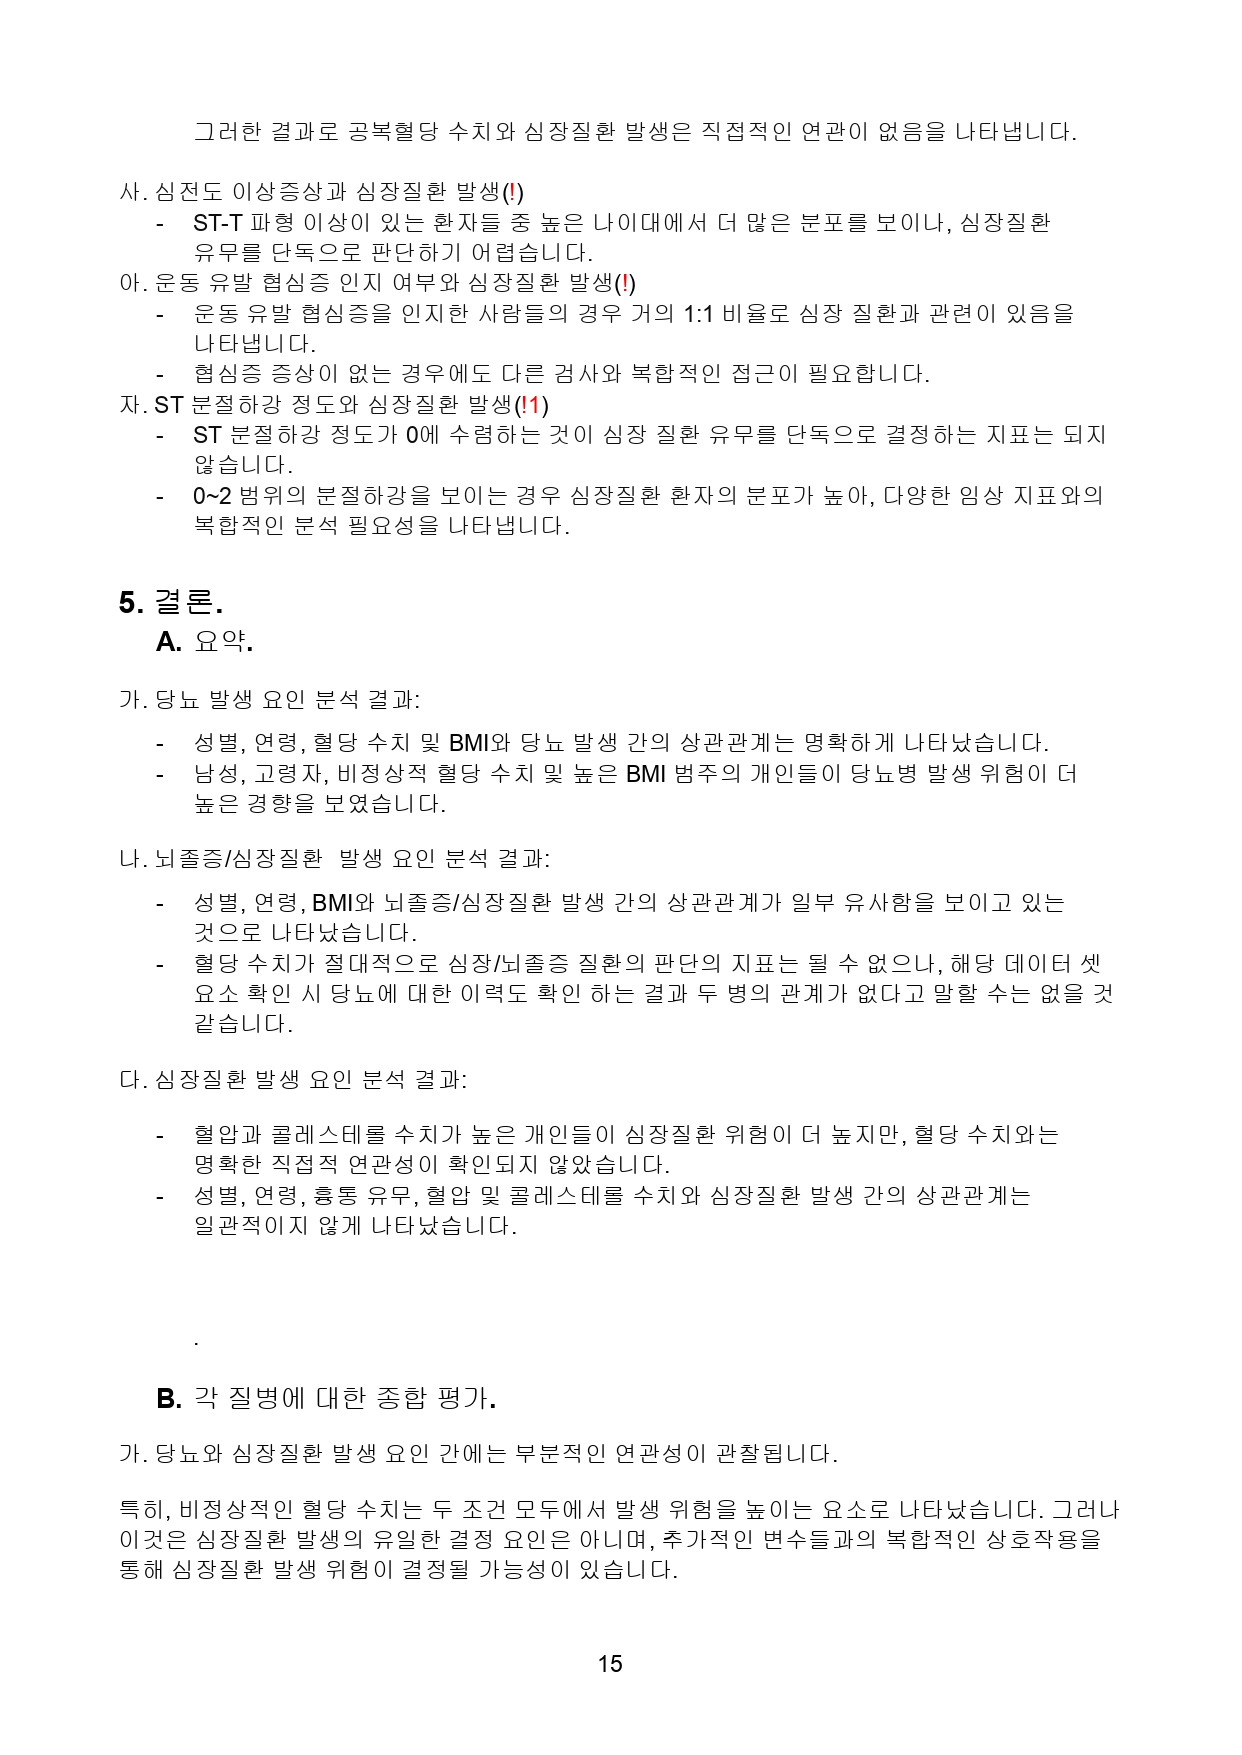 그러한 결과로 공복혈당 수치와 심장질환 발생은 직접적인 연관이 없음을 나타냅니다.
사. 심전도 이상증상과 심장질환 발생(!)
- ST-T 파형 이상이 있는 환자들 중 높은 나이대에서 더 많은 분포를 보이나, 심장질환
유무를 단독으로 판단하기 어렵습니다.
아. 운동 유발 협심증 인지 여부와 심장질환 발생(!)
- 운동 유발 협심증을 인지한 사람들의 경우 거의 1:1 비율로 심장 질환과 관련이 있음을
나타냅니다.
- 협심증 증상이 없는 경우에도 다른 검사와 복합적인 접근이 필요합니다.
자. ST 분절하강 정도와 심장질환 발생(!1)
- ST 분절하강 정도가 0에 수렴하는 것이 심장 질환 유무를 단독으로 결정하는 지표는 되지
않습니다.
- 0~2 범위의 분절하강을 보이는 경우 심장질환 환자의 분포가 높아, 다양한 임상 지표와의
복합적인 분석 필요성을 나타냅니다.
5. 결론.
A. 요약.
가. 당뇨 발생 요인 분석 결과:
- 성별, 연령, 혈당 수치 및 BMI와 당뇨 발생 간의 상관관계는 명확하게 나타났습니다.
- 남성, 고령자, 비정상적 혈당 수치 및 높은 BMI 범주의 개인들이 당뇨병 발생 위험이 더
높은 경향을 보였습니다.
나. 뇌졸증/심장질환  발생 요인 분석 결과:
- 성별, 연령, BMI와 뇌졸증/심장질환 발생 간의 상관관계가 일부 유사함을 보이고 있는
것으로 나타났습니다.
- 혈당 수치가 절대적으로 심장/뇌졸증 질환의 판단의 지표는 될 수 없으나, 해당 데이터 셋
요소 확인 시 당뇨에 대한 이력도 확인 하는 결과 두 병의 관계가 없다고 말할 수는 없을 것
같습니다.
다. 심장질환 발생 요인 분석 결과:
- 혈압과 콜레스테롤 수치가 높은 개인들이 심장질환 위험이 더 높지만, 혈당 수치와는
명확한 직접적 연관성이 확인되지 않았습니다.
- 성별, 연령, 흉통 유무, 혈압 및 콜레스테롤 수치와 심장질환 발생 간의 상관관계는
일관적이지 않게 나타났습니다.
.
B. 각 질병에 대한 종합 평가.
가. 당뇨와 심장질환 발생 요인 간에는 부분적인 연관성이 관찰됩니다.
특히, 비정상적인 혈당 수치는 두 조건 모두에서 발생 위험을 높이는 요소로 나타났습니다. 그러나
이것은 심장질환 발생의 유일한 결정 요인은 아니며, 추가적인 변수들과의 복합적인 상호작용을
통해 심장질환 발생 위험이 결정될 가능성이 있습니다.
15